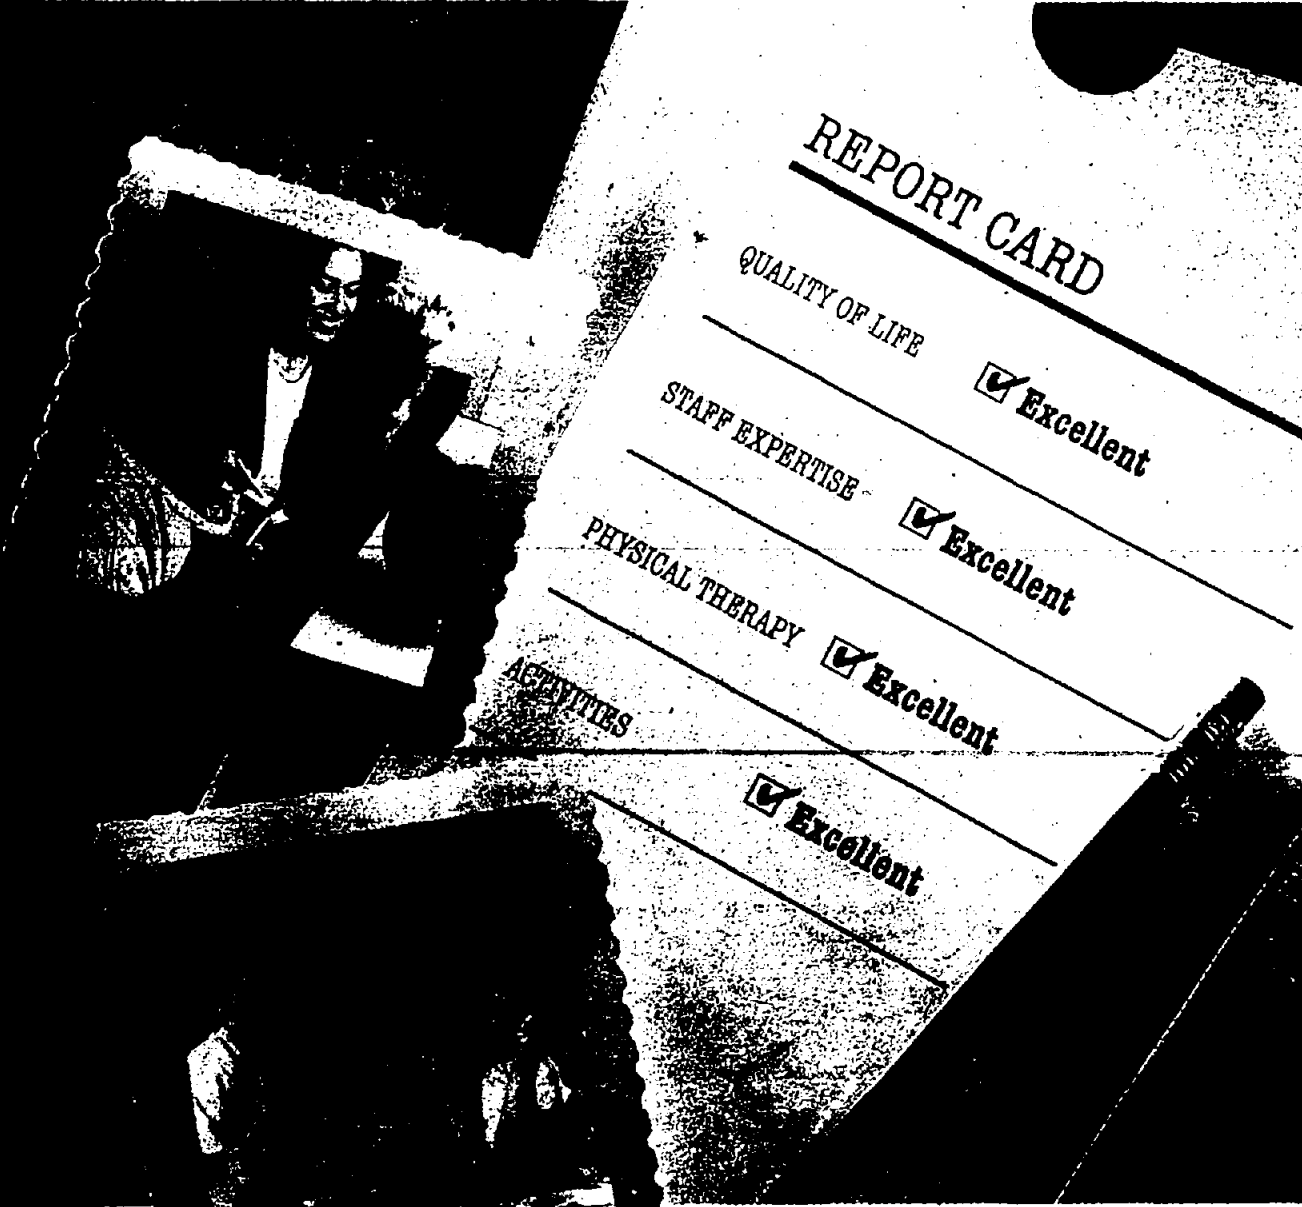 REPORT CARD
QUALITY OF LIFE
Excellent
STAFF EXPERTISE
Excellent
PHYSICAL THERAPY
Excellent
ACTIVITIES
Excellent